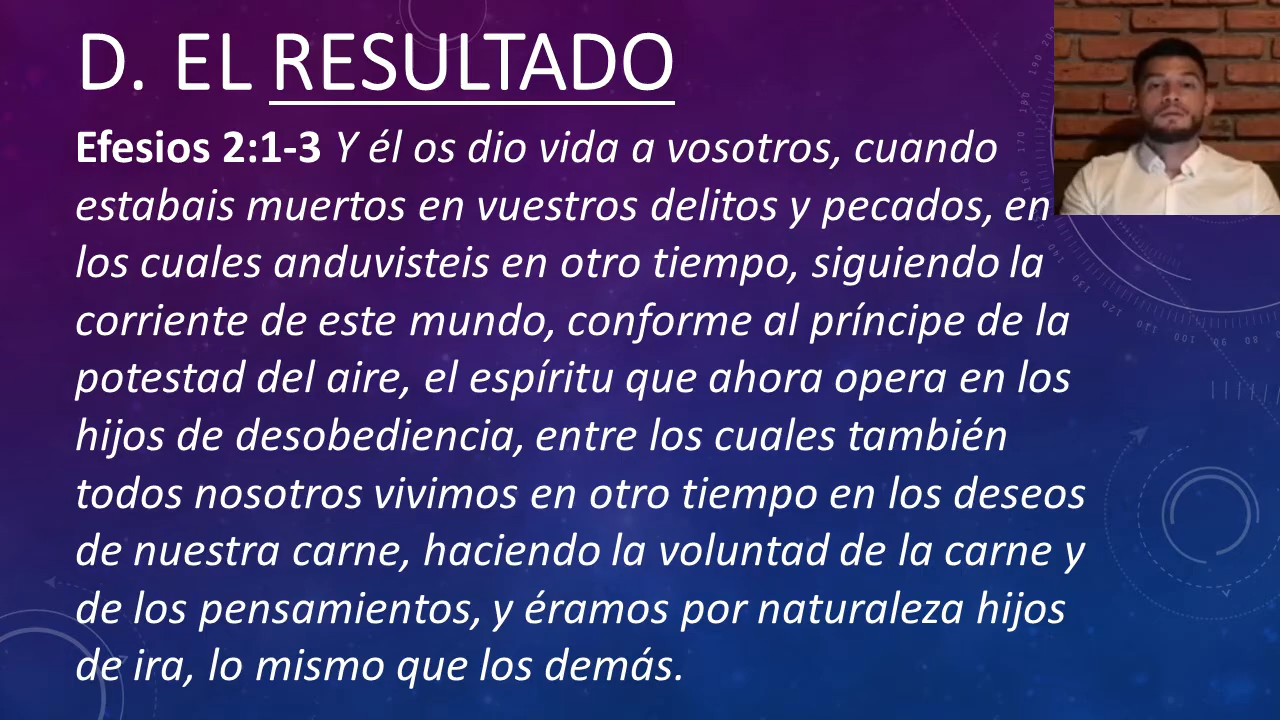 D. EL RESULTADO
Efesios 2:1-3 Y él os dio vida a vosotros, cuando
estabais muertos en vuestros delitos y pecados, en
los cuales anduvisteis en otro tiempo, siguiendo la
corriente de este mundo, conforme al príncipe de la
potestad del aire, el espíritu que ahora opera en los
hijos de desobediencia, entre los cuales también
todos nosotros vivimos en otro tiempo en los deseos
de nuestra carne, haciendo la voluntad de la carne y
de los pensamientos, y éramos por naturaleza hijos
de ira, lo mismo que los demás.